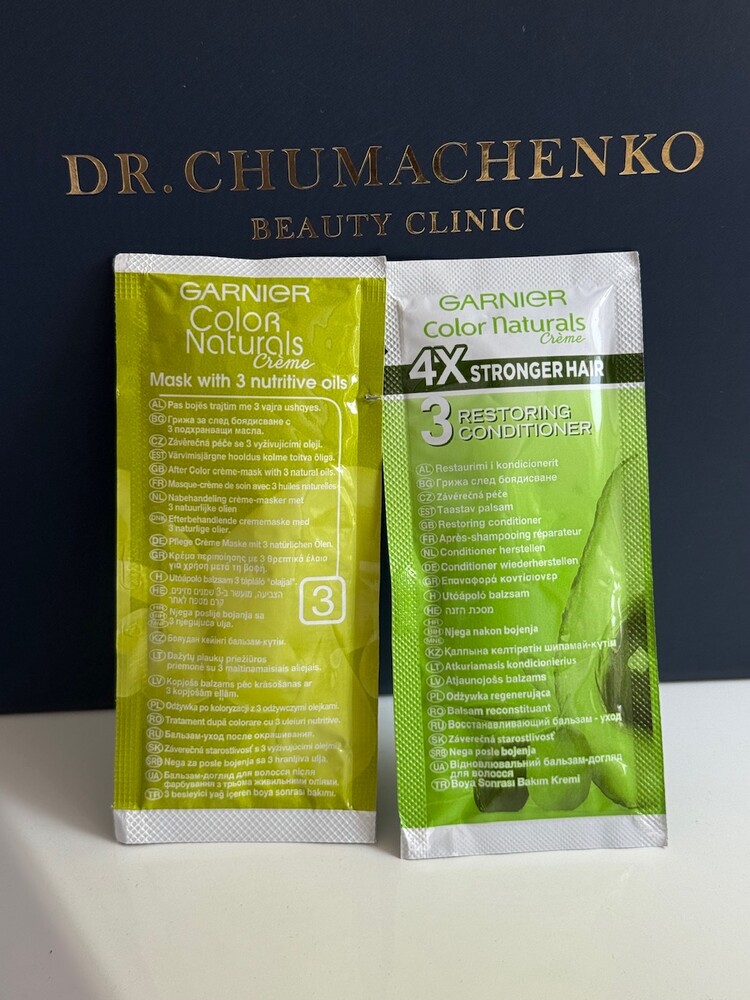 DR. CHUMACHENKO
BEAUTY CLINIC
GARNIER
Color
Naturals
Crème
Mask with 3 nutritive oils
AL Pas bojës trajtim me 3 vajra ushqyes.
BG Грижа за след боядисване с
3 подхранващи масла.
CZ Závěrečná péče se 3 vyživujícími oleji.
EST Värvimisjärgne hooldus kolme toitva õliga.
GB After Color crème-mask with 3 natural oils.
FR Masque-crème de soin avec 3 huiles naturelles
NL Nabehandeling crème-masker met
3 natuurlijke oliën
DNK Efterbehandlende crememaske med
3 naturlige olier.
DE Pflege Creme Maske mit 3 natürlichen Ölen.
GR Κρέμα περιποίησης με 3 θρεπτικά έλαια
για χρήση μετά τη βαφή.
H Utóápoló balzsam 3 tápláló "olajjal"
HE
HR Njega poslije bojenja sa
3 njegujuća ulja.
KZ Бояудан кейінгі бальзам-күтім.
LT Dažytų plaukų priežiūros
priemonė su 3 maitinamaisiais aliejais.
LV Kopjošs balzams pēc krāsošanas ar
3 kopjošām eļļām.
PL Odżywka po koloryzacji z 3 odżywczymi olejkami.
RO Tratament după colorare cu 3 uleiuri nutritive.
RU Бальзам-уход после окрашивания.
SK Záverečná starostlivosť s 3 vyživujúcimi olejmi
SRB Nega za posle bojenja sa 3 hranljiva ulja.
UA Бальзам-догляд для волосся після
фарбування з трьома живильними оліями.
TR 3 besleyici yağ içeren boya sonrası bakım.
3
GARNIER
Color Naturals
Crème
4X STRONGER HAIR
3 RESTORING
CONDITIONER
AL Restaurimi i kondicionerit
BG Грижа след боядисване
CZ Závěrečná péče
EST Taastav palsam
GB Restoring conditioner
FR Après-shampooing réparateur
NL Conditioner herstellen
DE Conditioner wiederherstellen
GR Επαναφορά κοντίσιονερ
H Utóápoló balzsam
HE מסכת הזנה
HR
BIH
MNE
Njega nakon bojenja
KZ Қалпына келтіретін шипамай-күтім
LT Atkuriamasis kondicionierius
LV Atjaunojošs balzams
PL Odżywka regenerująca
RO Balsam reconstituant
RU Восстанавливающий бальзам - уход
SK Záverečná starostlivosť
SRB Nega posle bojenja
UA Відновлювальний бальзам-догляд
для волосся
TR Boya Sonrası Bakım Kremi